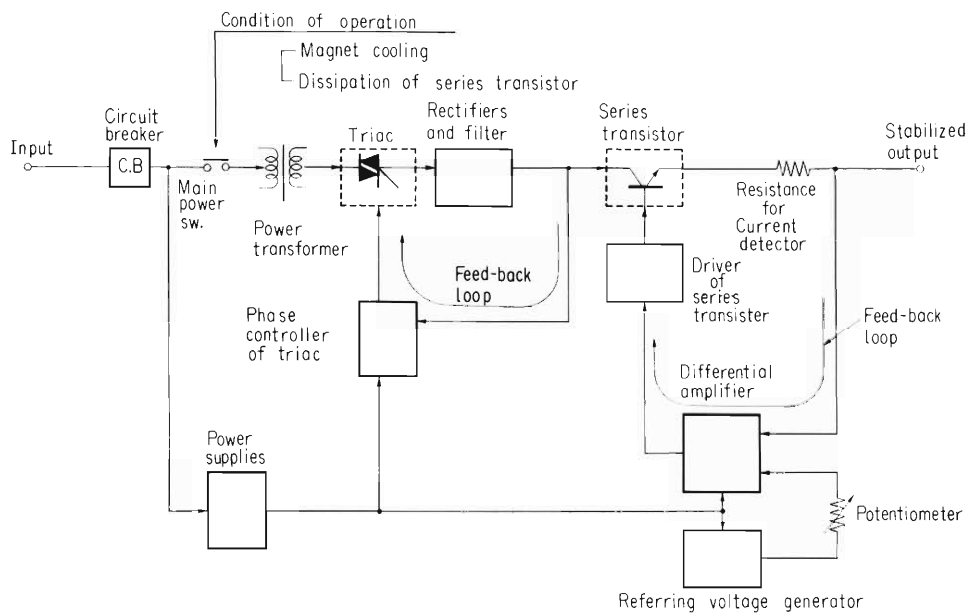 Condition of operation
Magnet cooling
Dissipation of series transistor
Input
Circuit
breaker
C.B
Main
power
sw.
Power
transformer
Triac
Rectifiers
and filter
Series
transistor
Stabilized
output
Resistance
for
Current
detector
Feed-back
loop
Phase
controller
of triac
Driver
of
series
transister
Feed-back
loop
Differential
amplifier
Power
supplies
Potentiometer
Referring voltage generator